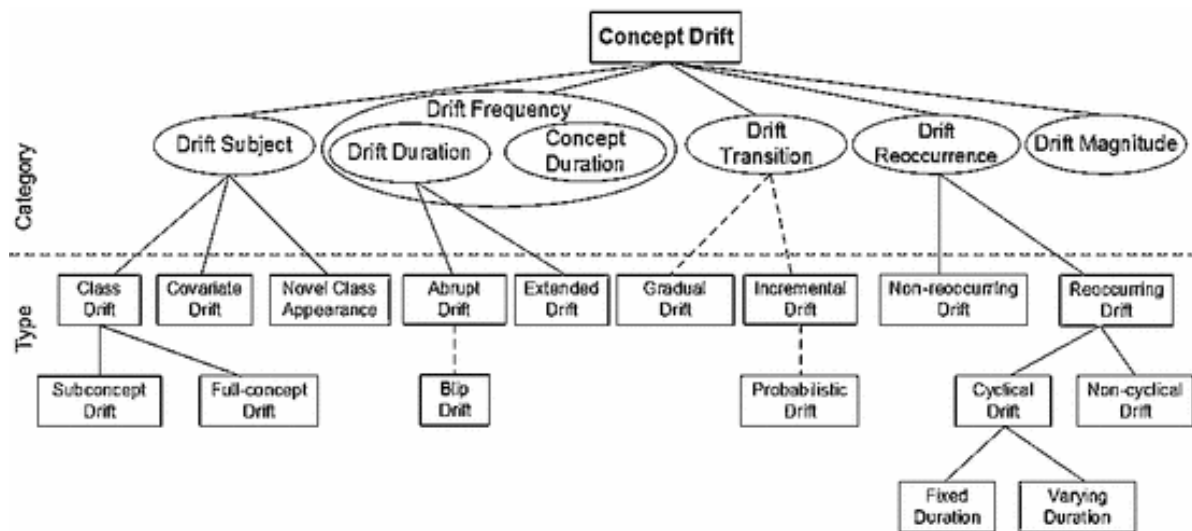 Concept Drift
Drift Frequency
Drift Subject
Drift Duration
Concept
Duration
Drift
Transition
Drift
Reoccurrence
Drift Magnitude
Category
Type
Class
Drift
Covariate
Drift
Novel Class
Appearance
Abrupt
Drift
Extended
Drift
Gradual
Drift
Incremental
Drift
Non-reoccurring
Drift
Reoccurring
Drift
Subconcept
Drift
Full-concept
Drift
Blip
Drift
Probabilistic
Drift
Cyclical
Drift
Non-cyclical
Drift
Fixed
Duration
Varying
Duration